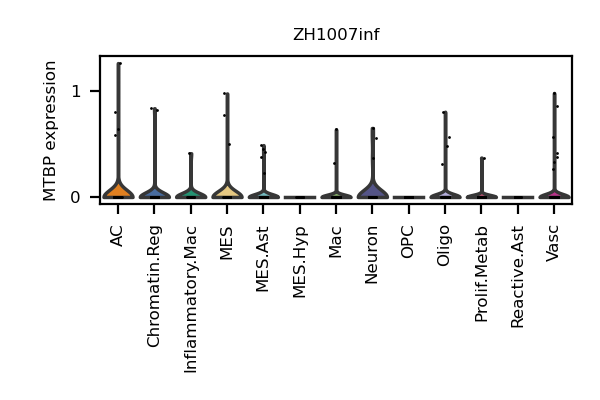 ZH1007inf
MTBP expression
1
0
AC
Chromatin.Reg
Inflammatory.Mac
MES
MES.Ast
MES.Hyp
Mac
Neuron
OPC
Oligo
Prolif.Metab
Reactive.Ast
Vasc